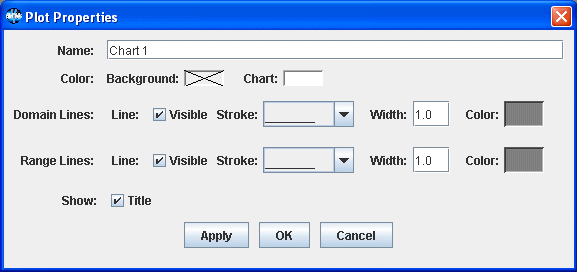 Plot Properties
Name: Chart 1
Color: Background: Chart:
Domain Lines: Line: Visible Stroke: Width: 1.0 Color:
Range Lines: Line: Visible Stroke: Width: 1.0 Color:
Show: Title
Apply OK Cancel